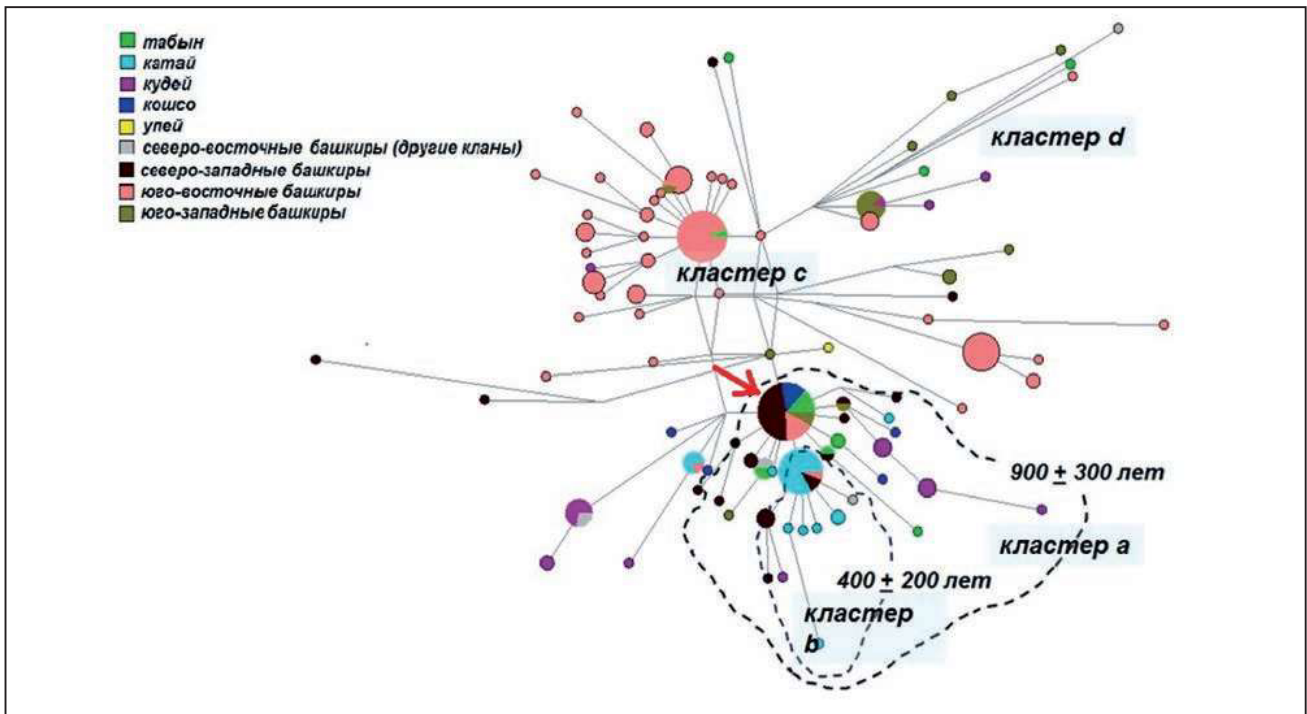 табын
катай
кудей
кошсо
упей
северо-восточные башкиры (другие кланы)
северо-западные башкиры
юго-восточные башкиры
юго-западные башкиры
кластер d
кластер c
900 ± 300 лет
кластер a
400 ± 200 лет
кластер
b